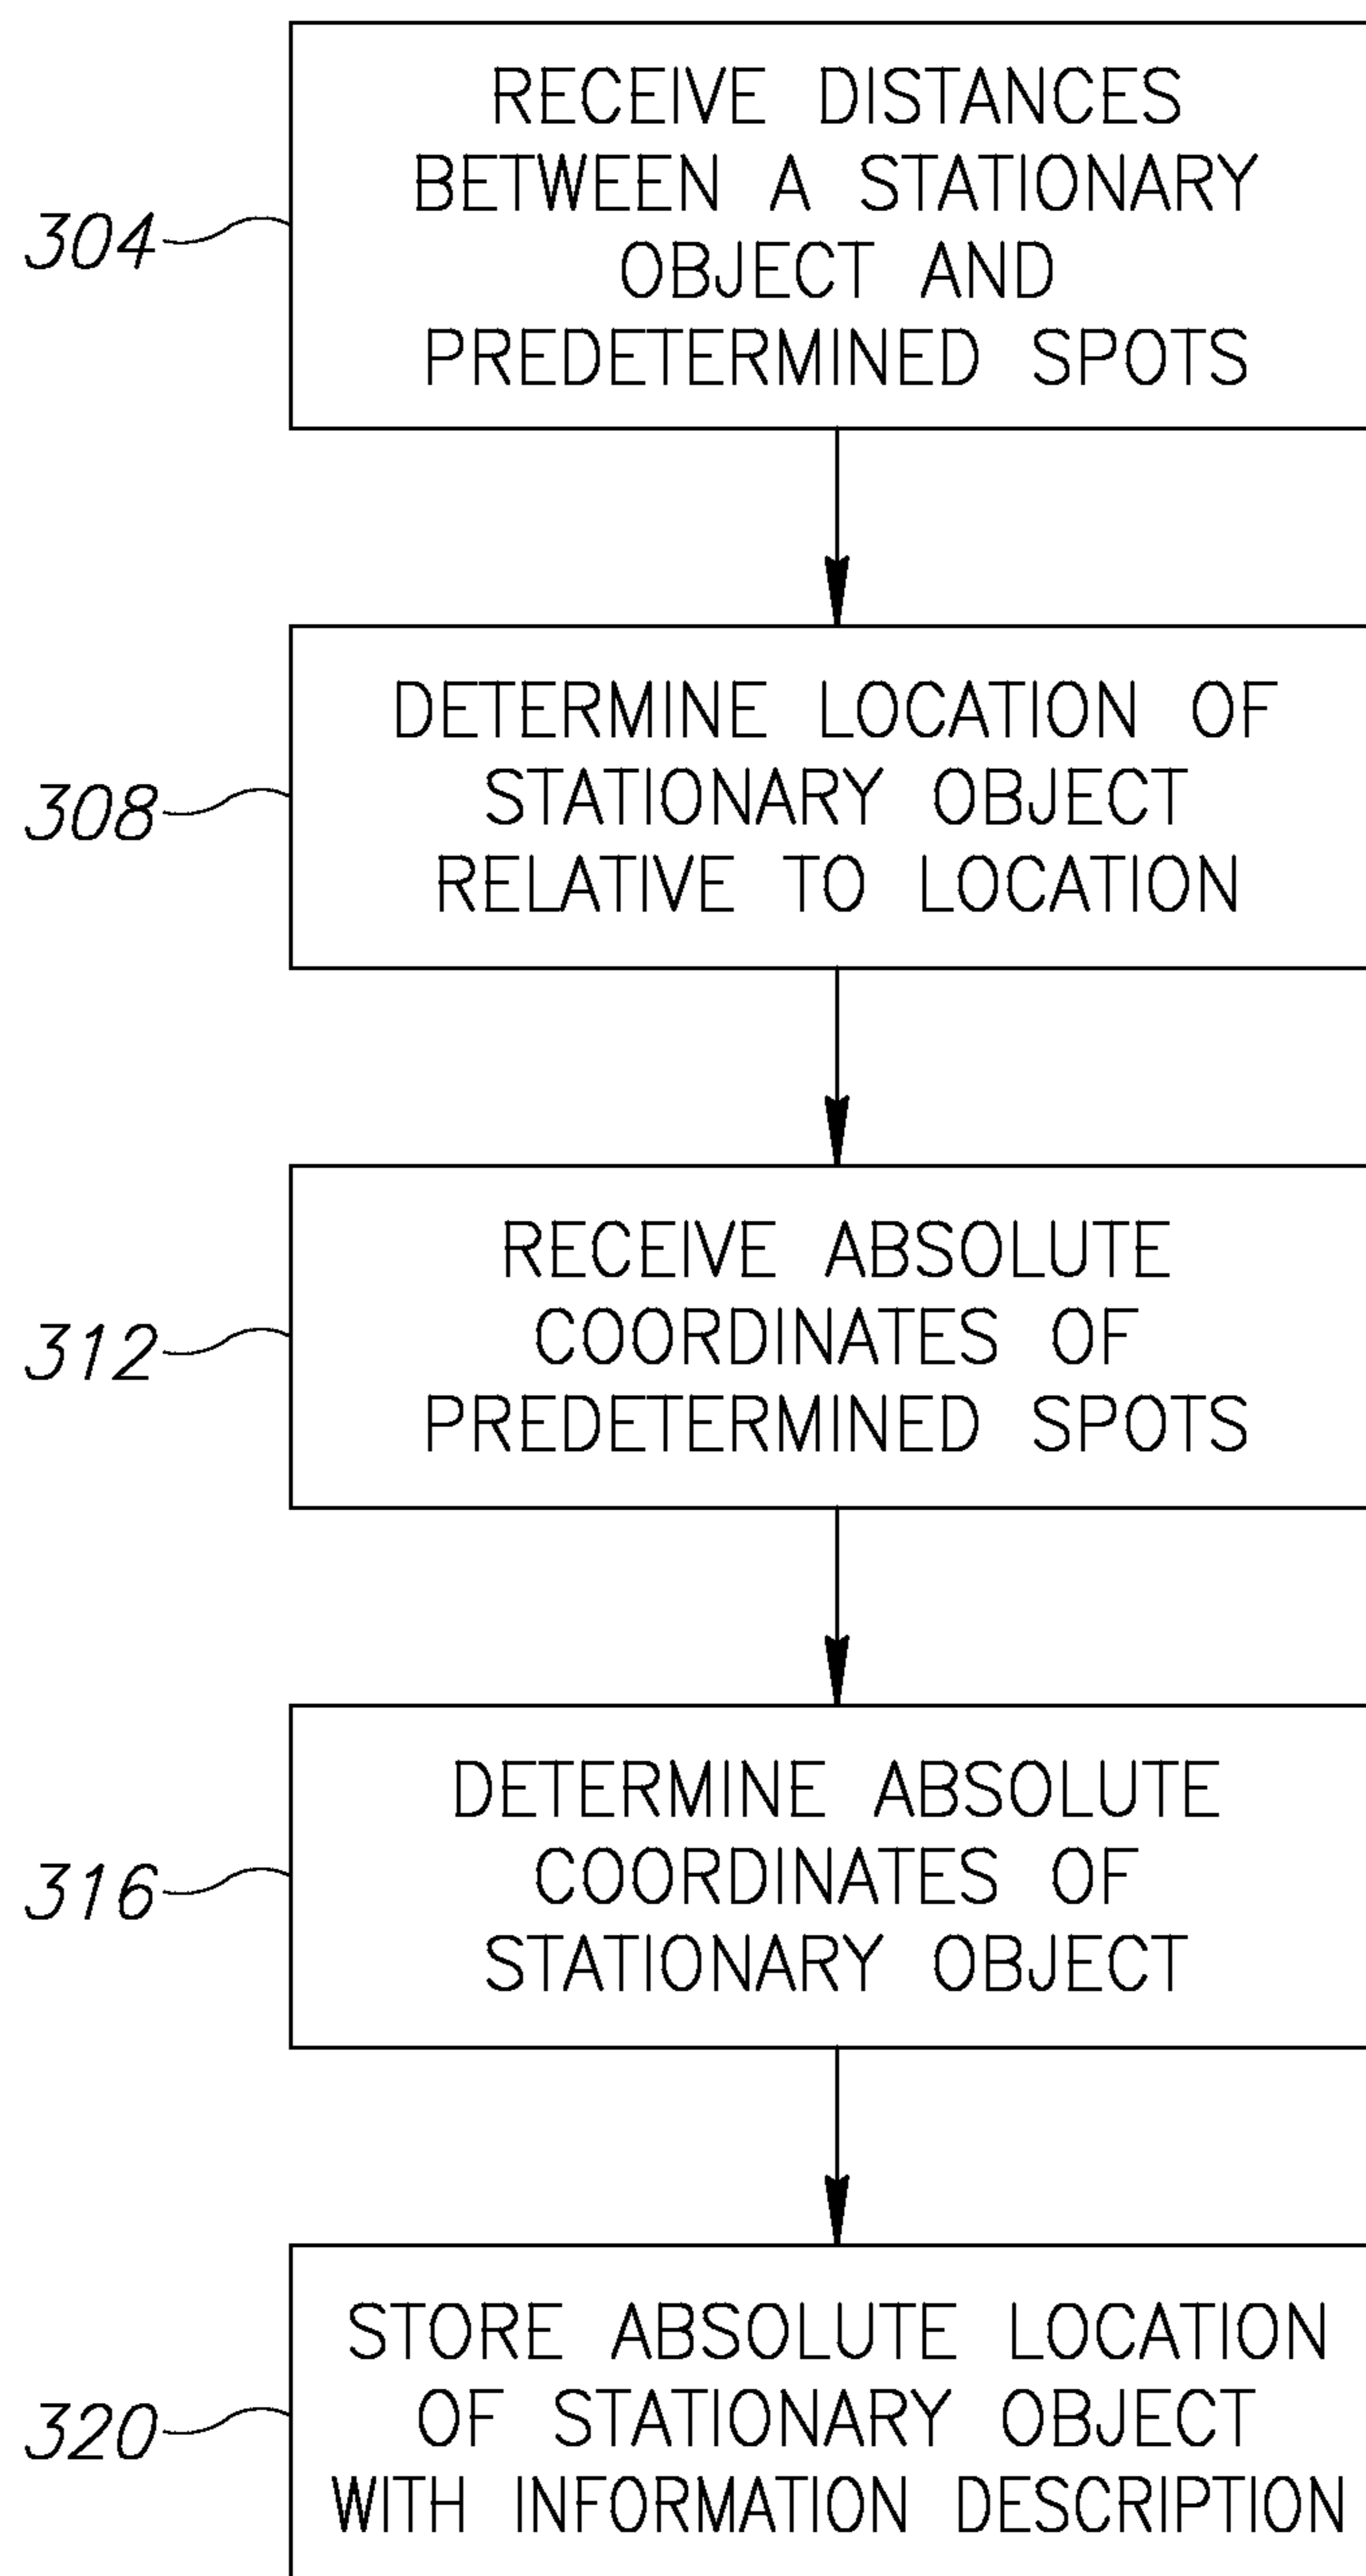 RECEIVE DISTANCES
BETWEEN A STATIONARY
OBJECT AND
PREDETERMINED SPOTS
304
DETERMINE LOCATION OF
STATIONARY OBJECT
RELATIVE TO LOCATION
308
RECEIVE ABSOLUTE
COORDINATES OF
PREDETERMINED SPOTS
312
DETERMINE ABSOLUTE
COORDINATES OF
STATIONARY OBJECT
316
STORE ABSOLUTE LOCATION
OF STATIONARY OBJECT
WITH INFORMATION DESCRIPTION
320